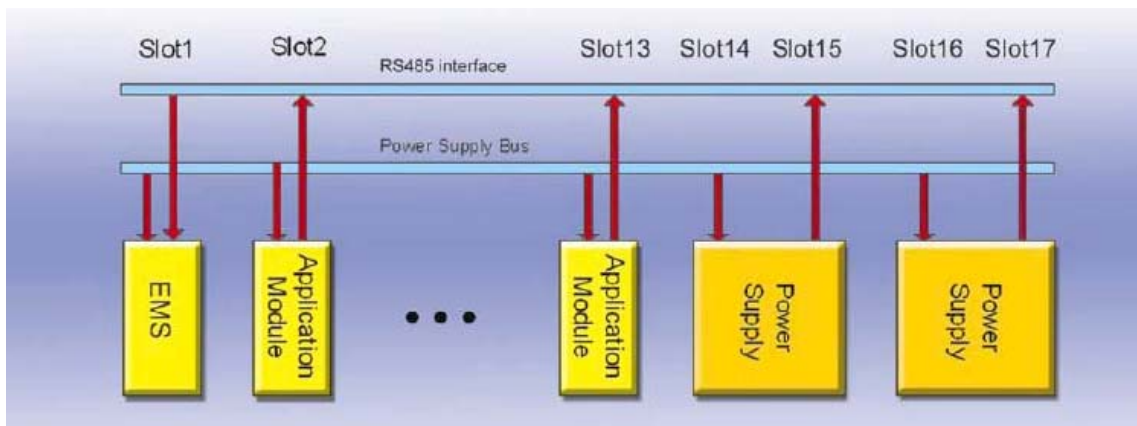 Slot1 Slot2 Slot13 Slot14 Slot15 Slot16 Slot17
RS485 interface
Power Supply Bus
EMS
Application
Module
Application
Module
Power
Supply
Power
Supply